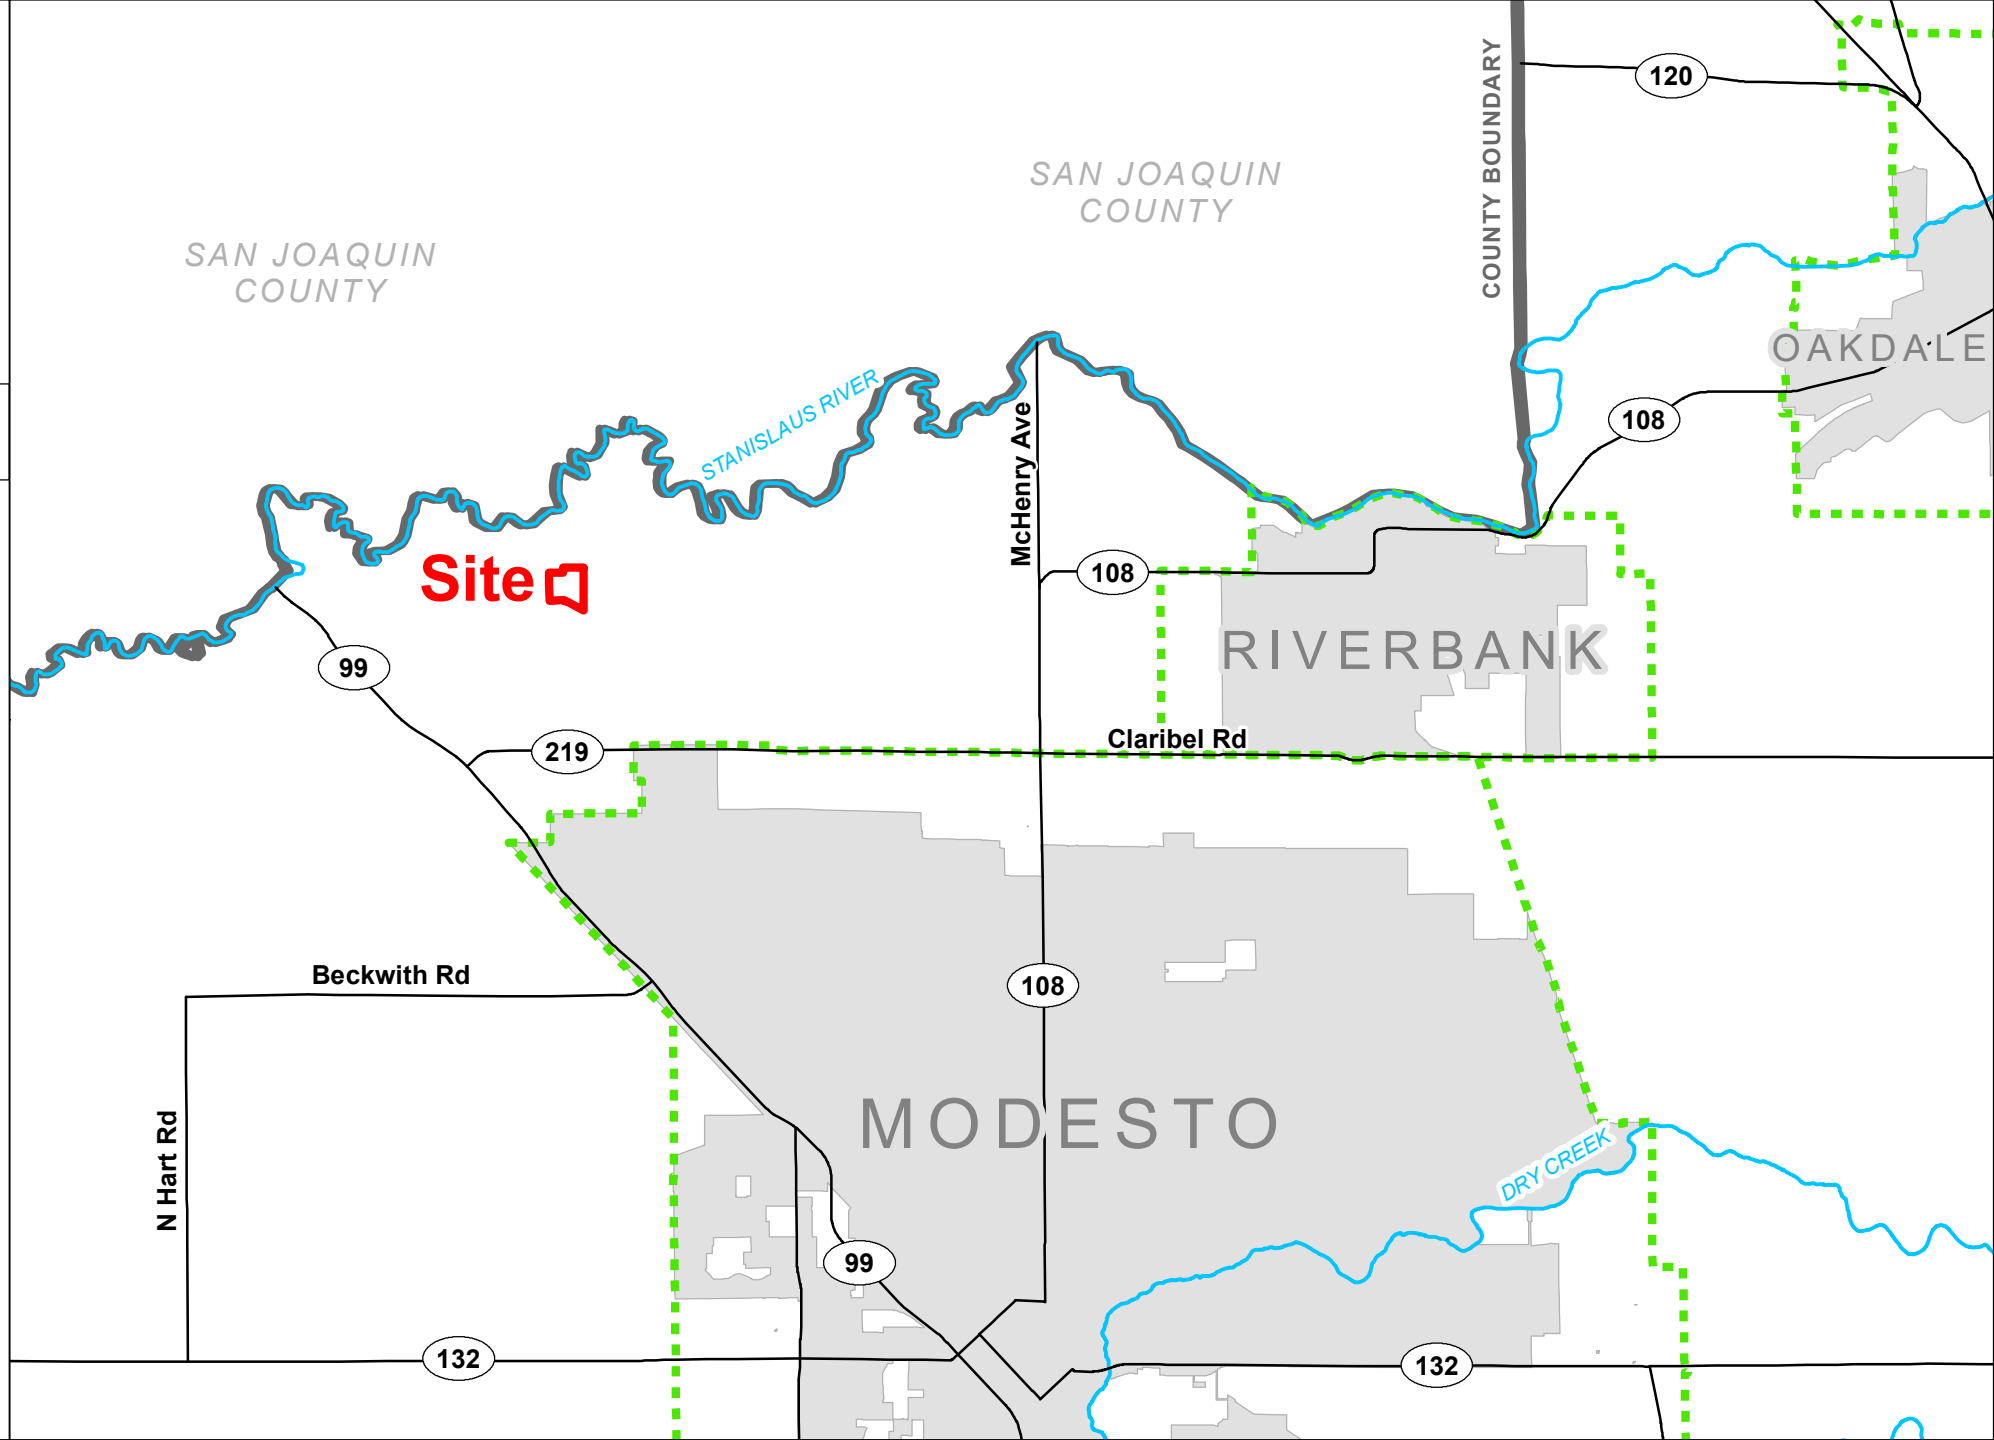 COUNTY BOUNDARY
120
SAN JOAQUIN
COUNTY
SAN JOAQUIN
COUNTY
OAKDALE
STANISLAUS RIVER
McHenry Ave
108
Site
108
RIVERBANK
99
219
Claribel Rd
Beckwith Rd
108
MODESTO
N Hart Rd
DRY CREEK
99
132
132